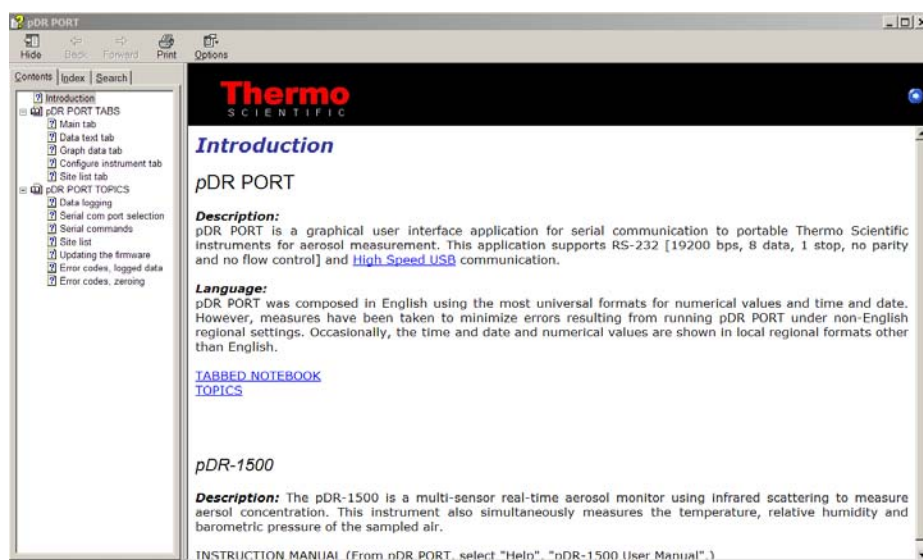 pDR PORT
Hide Back Forward Print Options
Contents Index Search
Introduction
pDR PORT TABS
Main tab
Data text tab
Graph data tab
Configure instrument tab
Site list tab
pDR PORT TOPICS
Data logging
Serial com port selection
Serial commands
Site list
Updating the firmware
Error codes, logged data
Error codes, zeroing
Thermo
SCIENTIFIC
Introduction
pDR PORT
Description:
pDR PORT is a graphical user interface application for serial communication to portable Thermo Scientific
instruments for aerosol measurement. This application supports RS-232 [19200 bps, 8 data, 1 stop, no parity
and no flow control] and High Speed USB communication.
Language:
pDR PORT was composed in English using the most universal formats for numerical values and time and date.
However, measures have been taken to minimize errors resulting from running pDR PORT under non-English
regional settings. Occasionally, the time and date and numerical values are shown in local regional formats other
than English.
TABBED NOTEBOOK
TOPICS
pDR-1500
Description: The pDR-1500 is a multi-sensor real-time aerosol monitor using infrared scattering to measure
aersol concentration. This instrument also simultaneously measures the temperature, relative humidity and
barometric pressure of the sampled air.
INSTRUCTION MANUAL (From pDR PORT, select "Help", "pDR-1500 User Manual".)